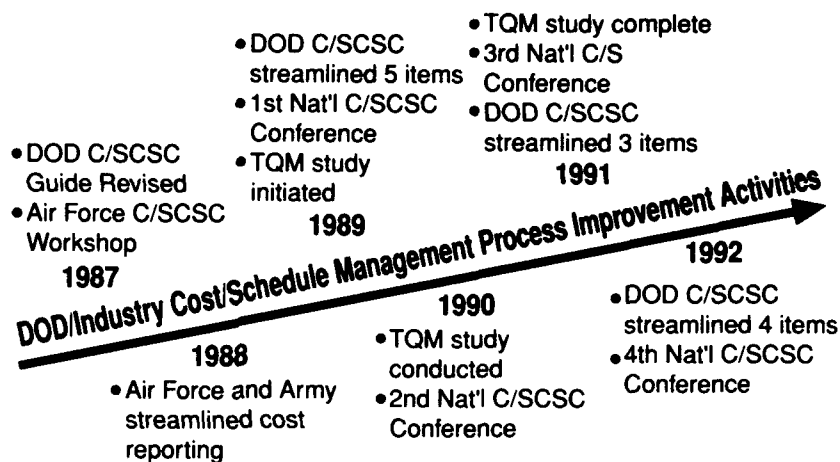 • DOD C/SCSC
Guide Revised
• Air Force C/SCSC
Workshop
1987
• DOD C/SCSC
streamlined 5 items
• 1st Nat'l C/SCSC
Conference
• TQM study
initiated
1989
• TQM study complete
• 3rd Nat'l C/S
Conference
• DOD C/SCSC
streamlined 3 items
1991
DOD/Industry Cost/Schedule Management Process Improvement Activities
1988
• Air Force and Army
streamlined cost
reporting
1990
• TQM study
conducted
• 2nd Nat'l C/SCSC
Conference
1992
• DOD C/SCSC
streamlined 4 items
• 4th Nat'l C/SCSC
Conference